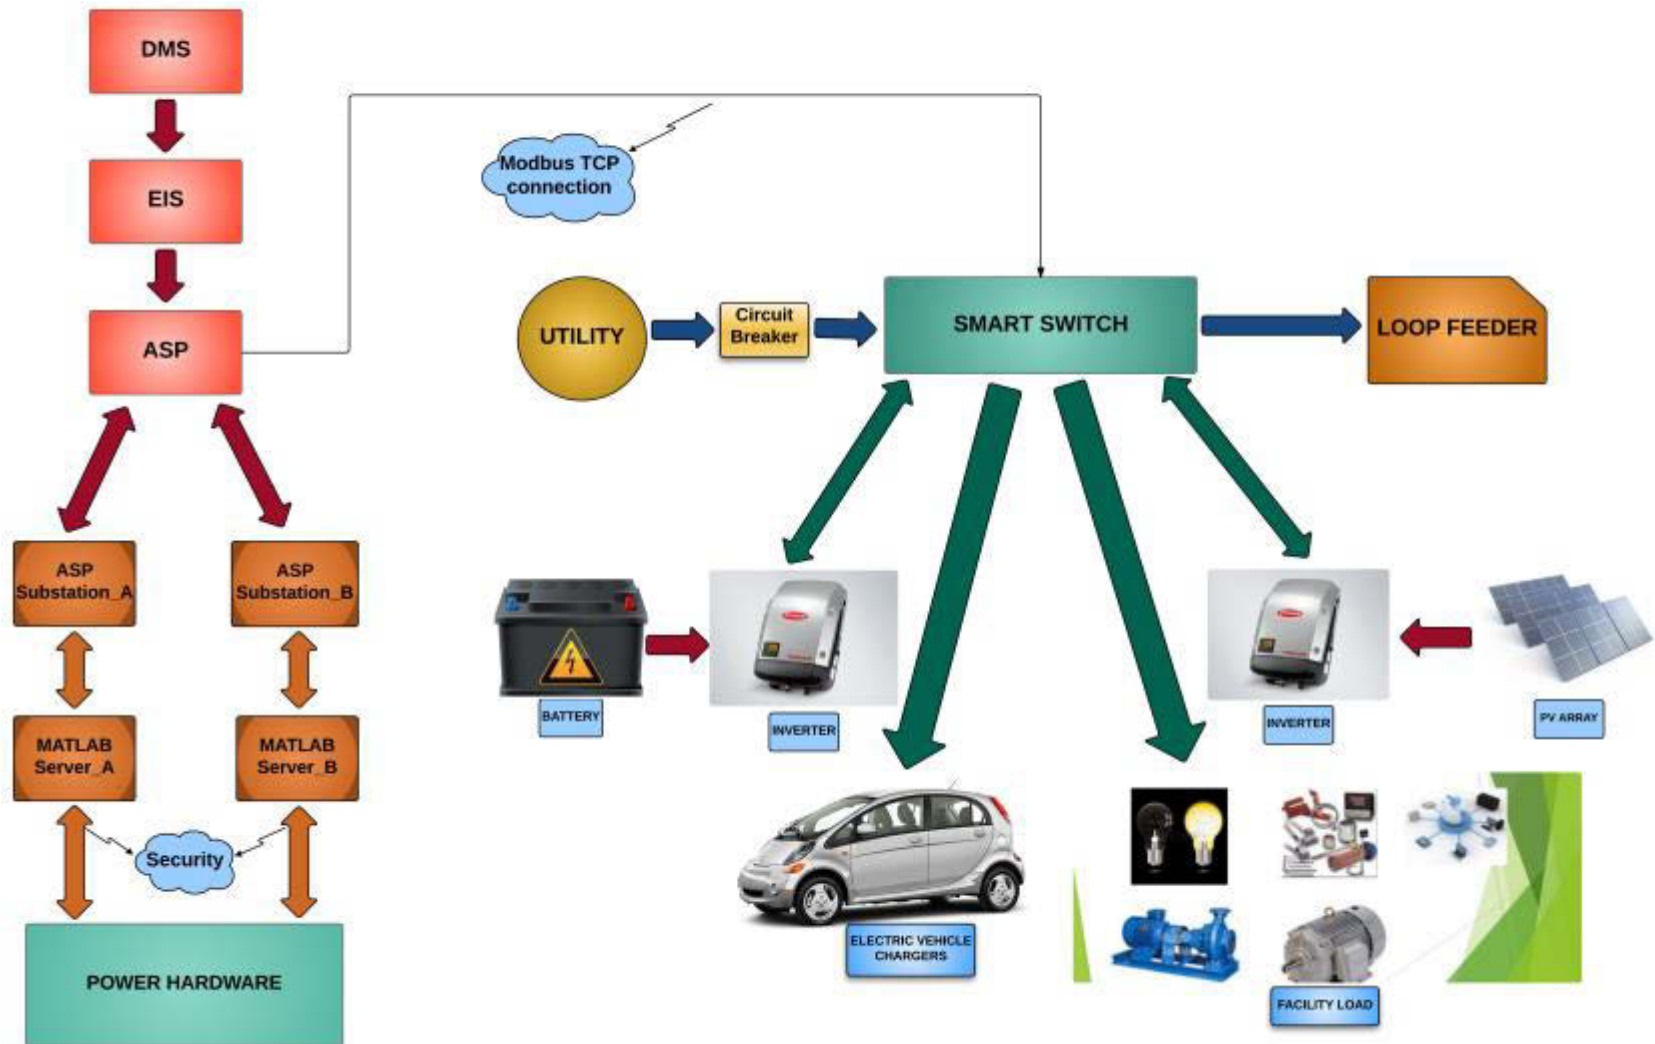 DMS
EIS
ASP
ASP
Substation_A
ASP
Substation_B
MATLAB
Server_A
MATLAB
Server_B
Security
POWER HARDWARE
Modbus TCP
connection
UTILITY
Circuit
Breaker
SMART SWITCH
LOOP FEEDER
BATTERY
INVERTER
INVERTER
PV ARRAY
ELECTRIC VEHICLE
CHARGERS
FACILITY LOAD